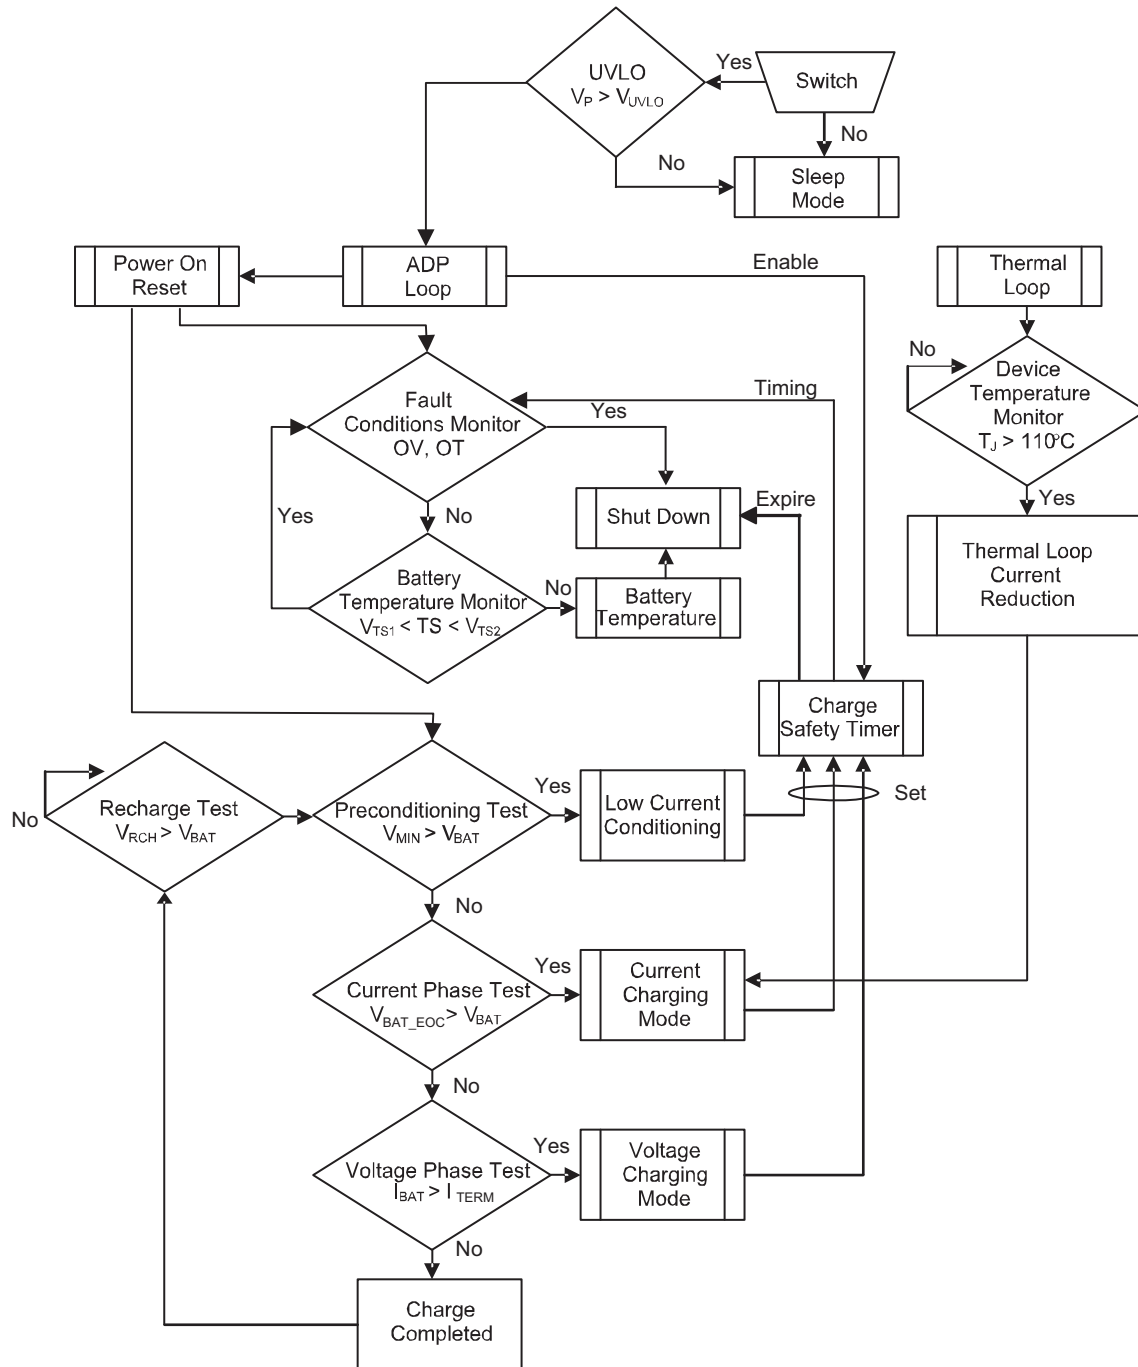 UVLO
V_P > V_UVLO
Yes
Switch
No
No
Sleep
Mode
Power On
Reset
ADP
Loop
Enable
Thermal
Loop
No
Device
Temperature
Monitor
T_J > 110°C
Yes
Timing
Fault
Conditions Monitor
OV, OT
Yes
Yes
No
Shut Down
Expire
Thermal Loop
Current
Reduction
Battery
Temperature Monitor
V_TS1 < TS < V_TS2
No
Battery
Temperature
Charge
Safety Timer
Set
No
Recharge Test
V_RCH > V_BAT
Preconditioning Test
V_MIN > V_BAT
Yes
Low Current
Conditioning
No
Current Phase Test
V_BAT_EOC > V_BAT
Yes
Current
Charging
Mode
No
Voltage Phase Test
I_BAT > I_TERM
Yes
Voltage
Charging
Mode
No
Charge
Completed